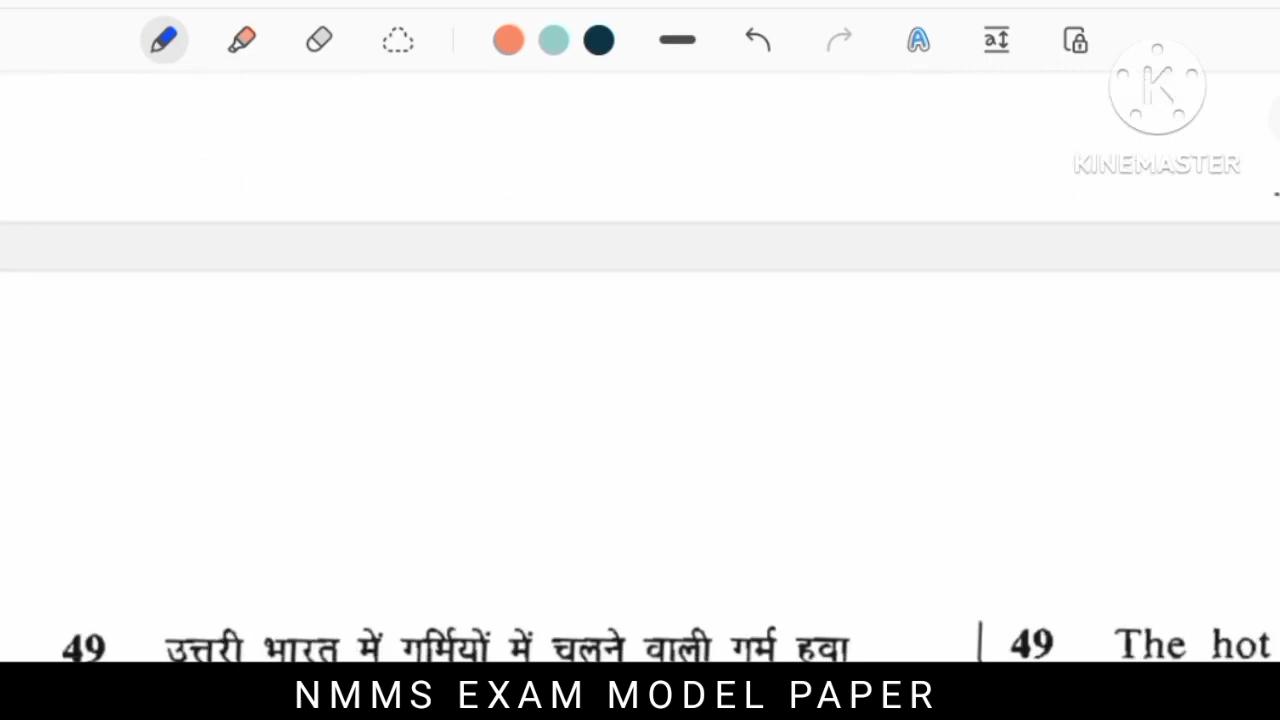 K
KINEMASTER
49 उत्तरी भारत में गर्मियों में चलने वाली गर्म हवा
49 The hot
NMMS EXAM MODEL PAPER